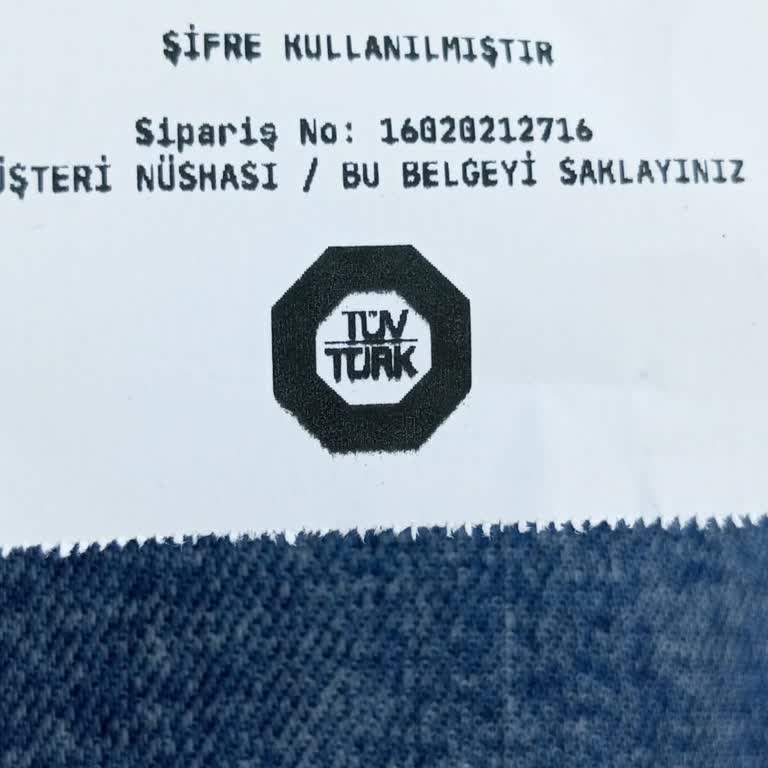 ŞİFRE KULLANILMIŞTIR
Sipariş No: 16020212716
ÜŞTERİ NÜSHASI / BU BELGEYİ SAKLAYINIZ
TÜV
TÜRK